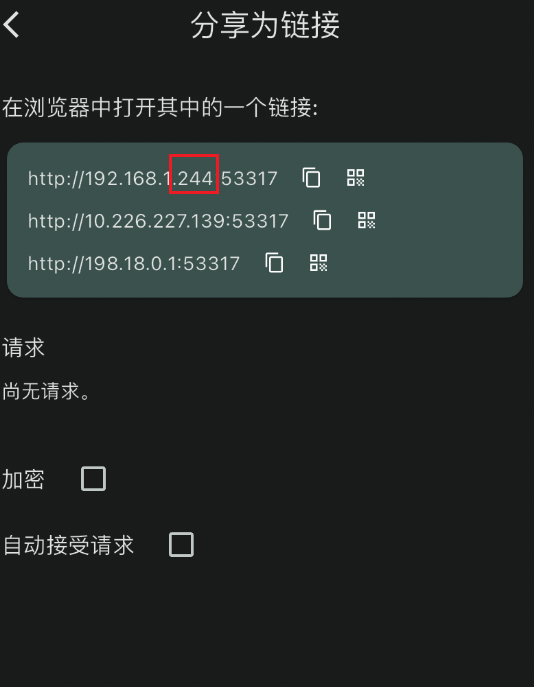 分享为链接
在浏览器中打开其中的一个链接:
http://192.168.1.244:53317
http://10.226.227.139:53317
http://198.18.0.1:53317
请求
尚无请求。
加密
自动接受请求